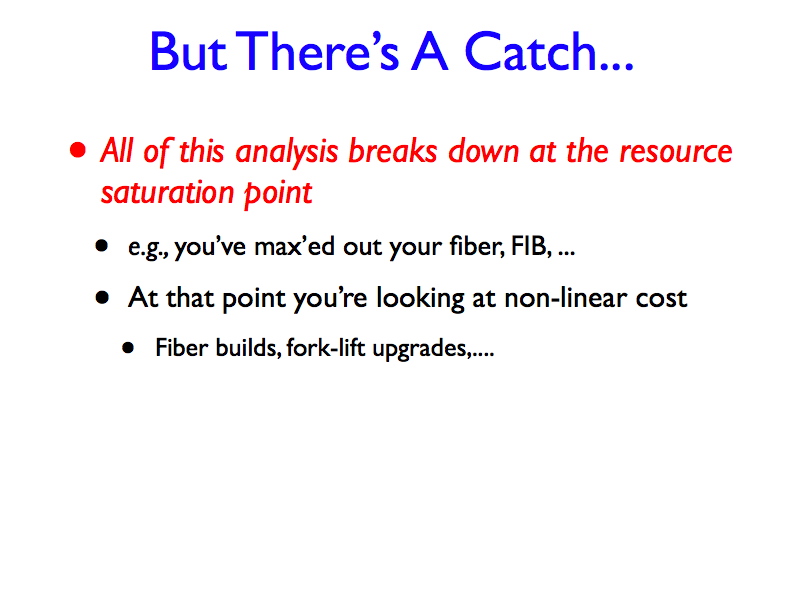 But There’s A Catch...
• All of this analysis breaks down at the resource
saturation point
• e.g., you’ve max’ed out your fiber, FIB, ...
• At that point you’re looking at non-linear cost
• Fiber builds, fork-lift upgrades,....